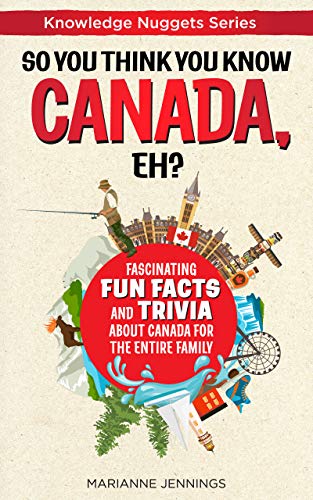 Knowledge Nuggets Series
SO YOU THINK YOU KNOW
CANADA,
EH?
FASCINATING
FUN FACTS
AND TRIVIA
ABOUT CANADA FOR
THE ENTIRE FAMILY
MARIANNE JENNINGS